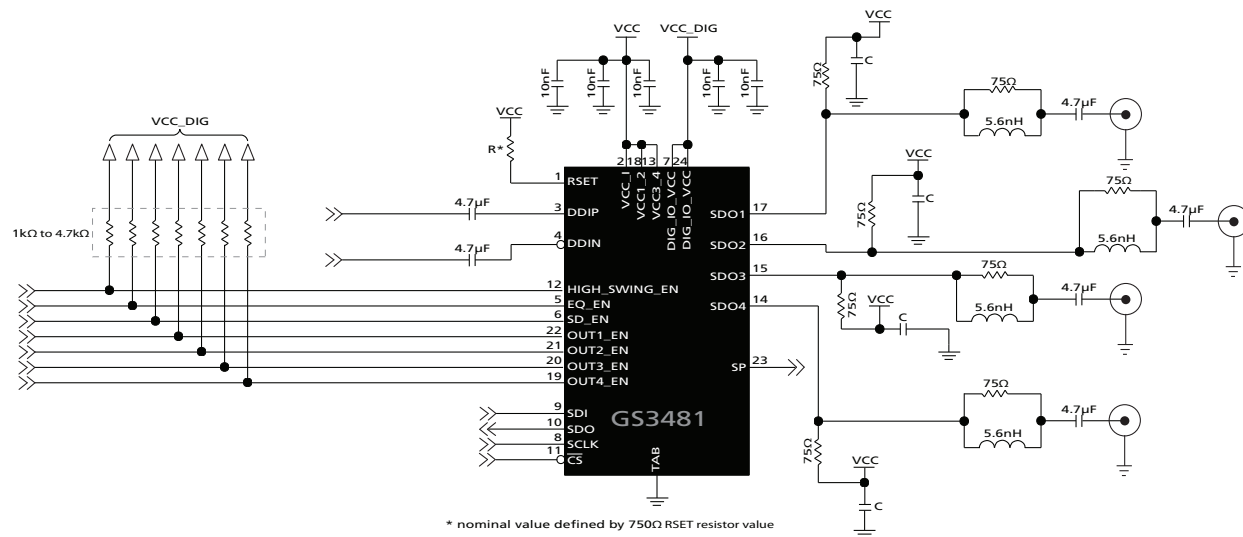 VCC
VCC
VCC_DIG
10nF
10nF
10nF
10nF
10nF
75Ω
C
75Ω
5.6nH
4.7µF
VCC_DIG
VCC
R*
1kΩ to 4.7kΩ
2
18
13
7
24
VCC_I
VCC1_2
VCC3_4
DIG_IO_VCC
DIG_IO_VCC
1
RSET
4.7µF
3
DDIP
4.7µF
4
DDIN
12
HIGH_SWING_EN
5
EQ_EN
6
SD_EN
22
OUT1_EN
21
OUT2_EN
20
OUT3_EN
19
OUT4_EN
9
SDI
10
SDO
8
SCLK
11
CS
SDO1
17
SDO2
16
SDO3
15
SDO4
14
SP
23
GS3481
TAB
VCC
75Ω
C
75Ω
5.6nH
4.7µF
75Ω
VCC
C
75Ω
5.6nH
4.7µF
75Ω
VCC
C
75Ω
5.6nH
4.7µF
* nominal value defined by 750Ω RSET resistor value